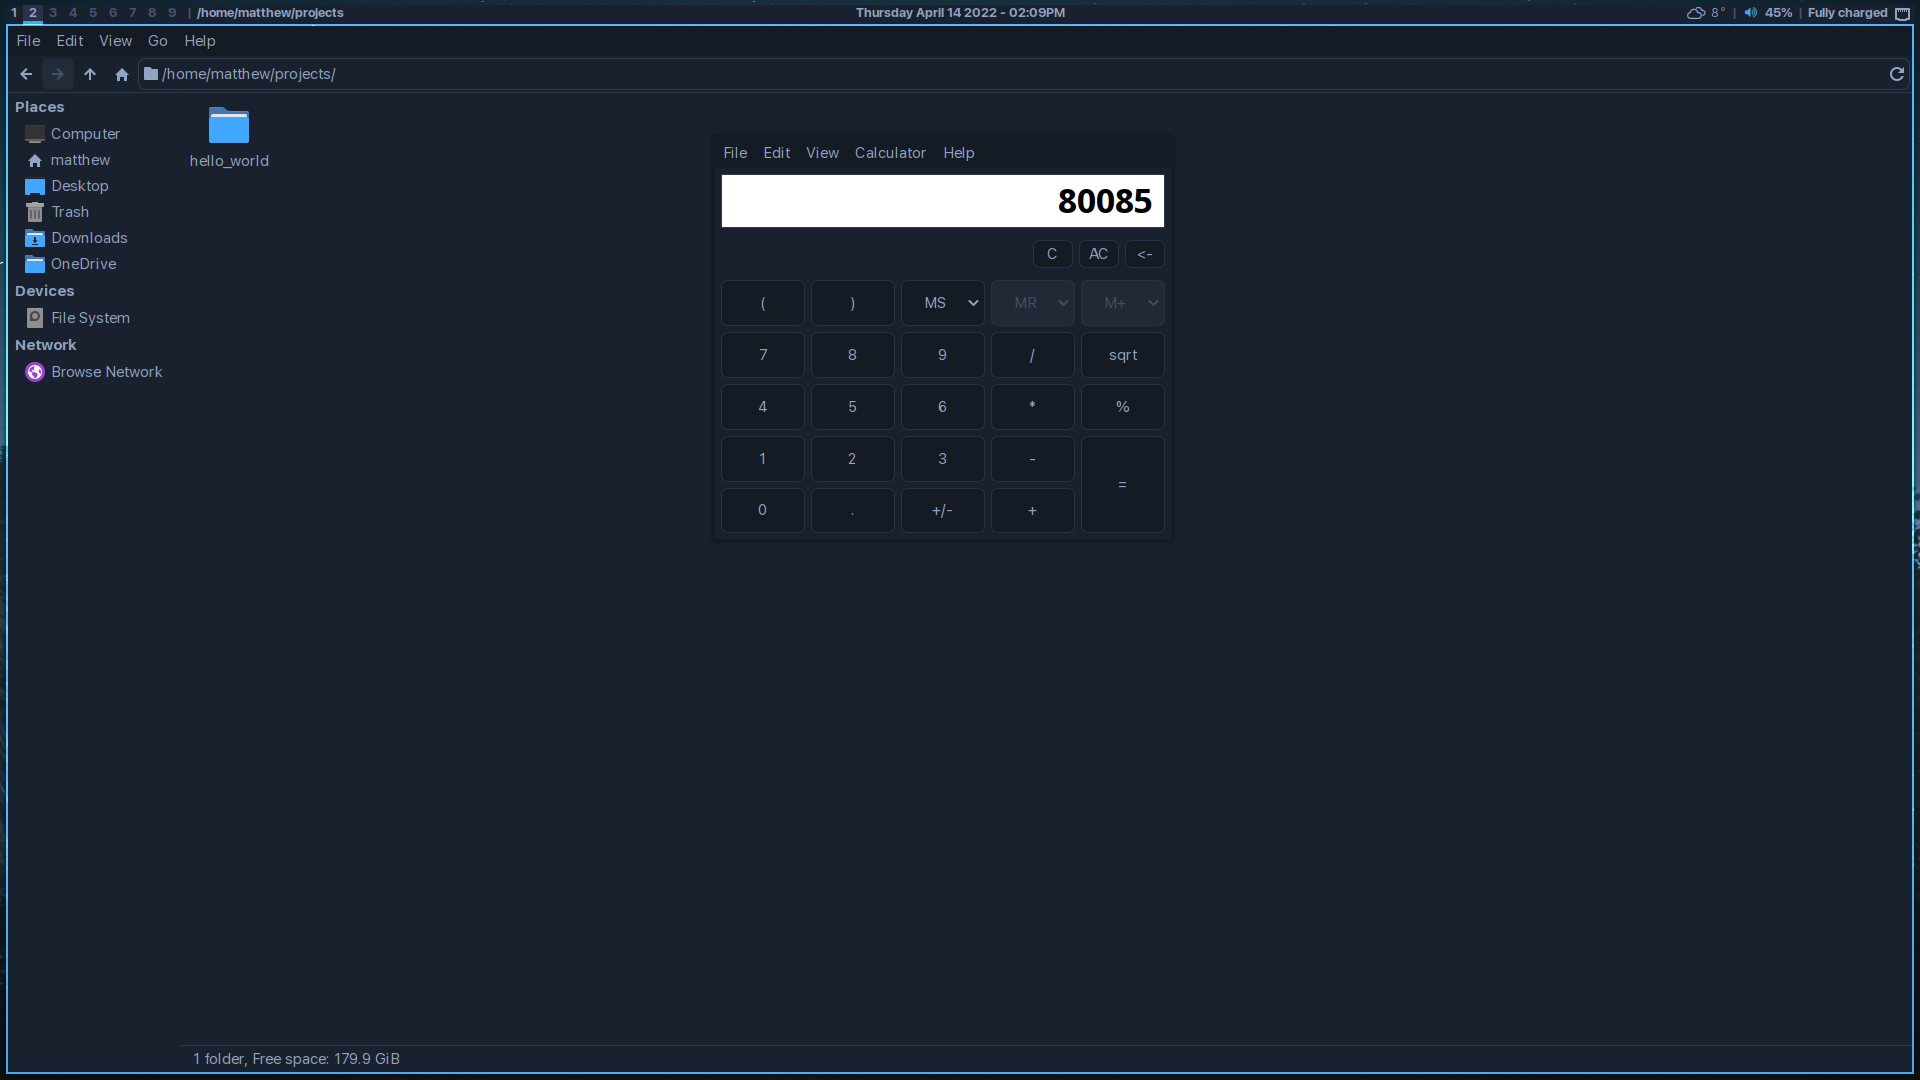 1 2 3 4 5 6 7 8 9 | /home/matthew/projects
Thursday April 14 2022 - 02:09PM
8° | 45% | Fully charged
File Edit View Go Help
/home/matthew/projects/
Places
Computer
matthew
Desktop
Trash
Downloads
OneDrive
Devices
File System
Network
Browse Network
hello_world
File Edit View Calculator Help
80085
C AC <-
( ) MS MR M+
7 8 9 / sqrt
4 5 6 * %
1 2 3 -
=
0 . +/- +
1 folder, Free space: 179.9 GiB